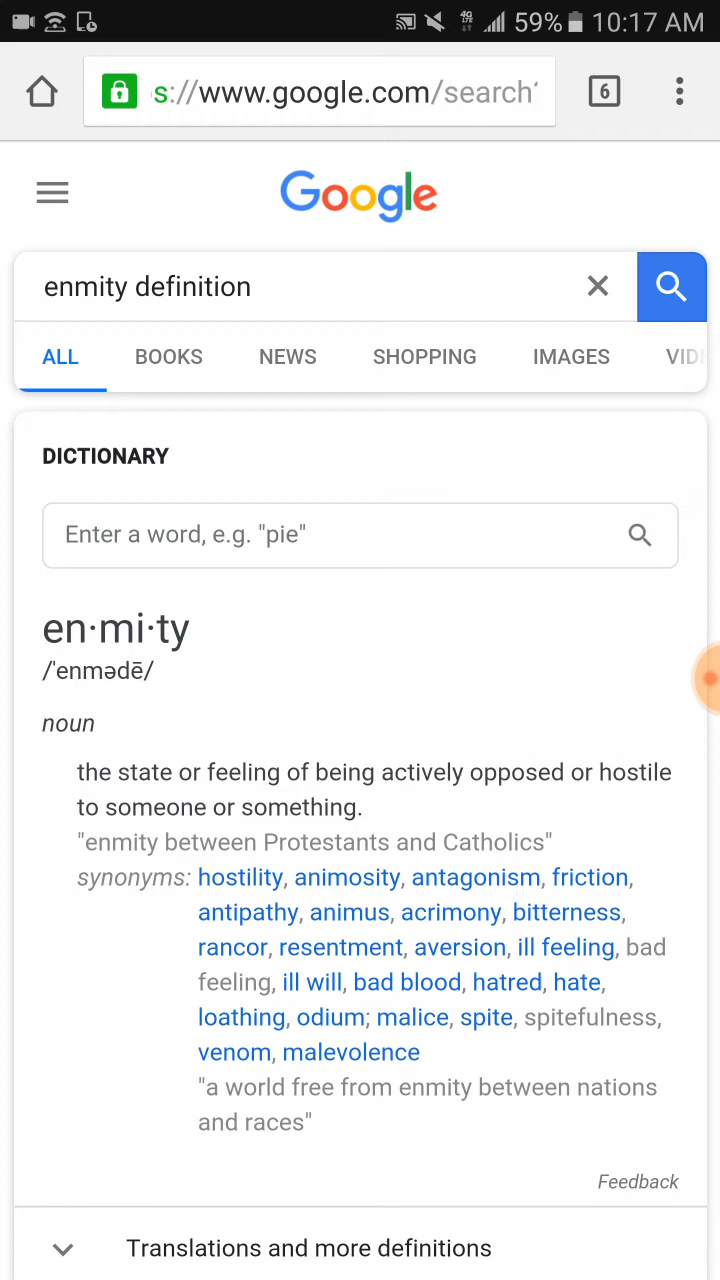 4G LTE 59% 10:17 AM
s://www.google.com/search 6
Google
enmity definition
ALL BOOKS NEWS SHOPPING IMAGES VID
DICTIONARY
Enter a word, e.g. "pie"
en·mi·ty
/ˈenmədē/
noun
the state or feeling of being actively opposed or hostile
to someone or something.
"enmity between Protestants and Catholics"
synonyms: hostility, animosity, antagonism, friction,
antipathy, animus, acrimony, bitterness,
rancor, resentment, aversion, ill feeling, bad
feeling, ill will, bad blood, hatred, hate,
loathing, odium; malice, spite, spitefulness,
venom, malevolence
"a world free from enmity between nations
and races"
Feedback
Translations and more definitions